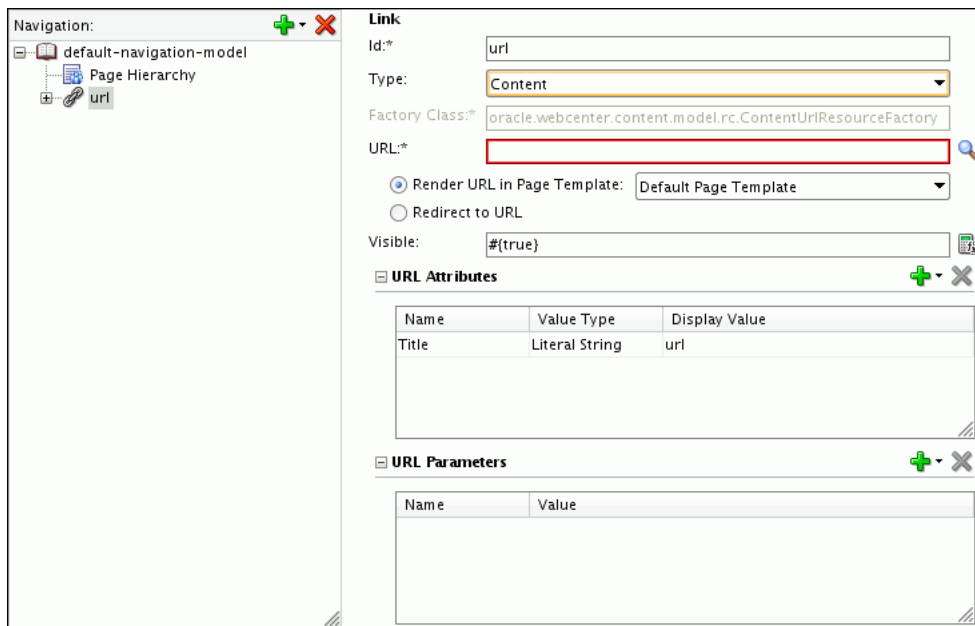 Navigation:
default-navigation-model
Page Hierarchy
url
Link
Id:* url
Type: Content
Factory Class:* oracle.webcenter.content.model.rc.ContentUrlResourceFactory
URL:*
Render URL in Page Template: Default Page Template
Redirect to URL
Visible: #{true}
URL Attributes
Name Value Type Display Value
Title Literal String url
URL Parameters
Name Value